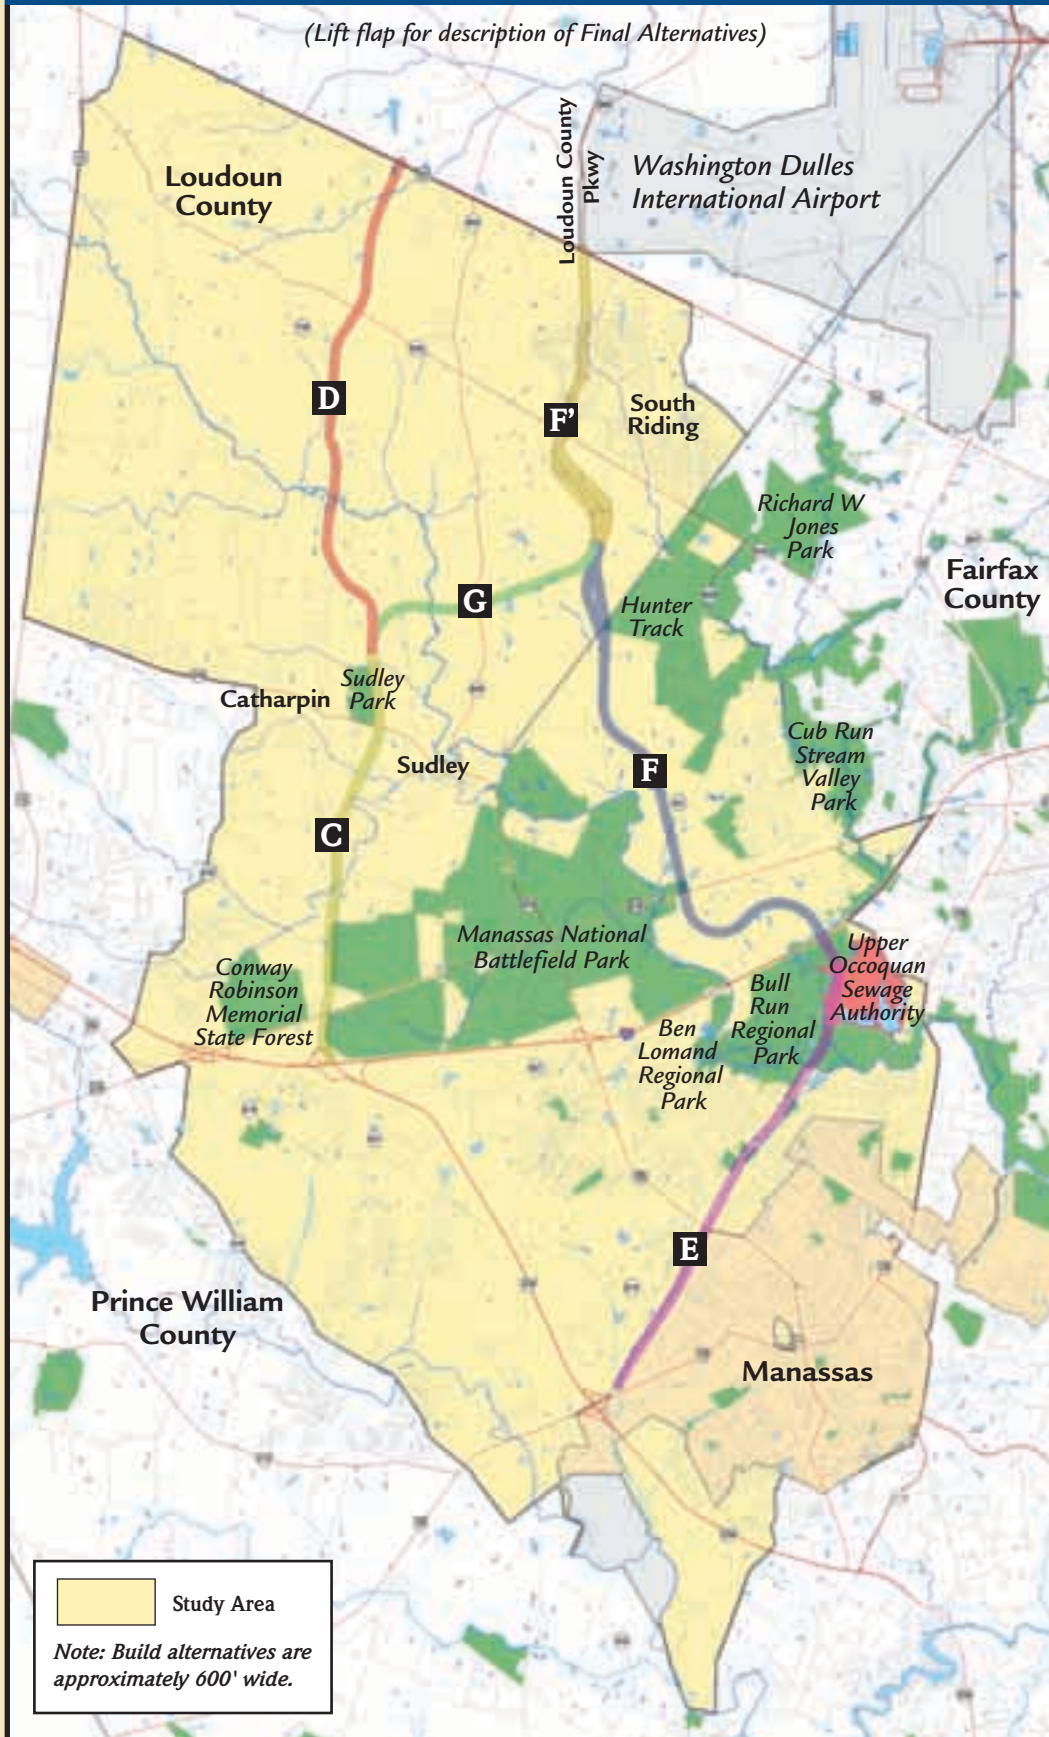 (Lift flap for description of Final Alternatives)
Loudoun County
Pkwy
Washington Dulles
International Airport
Loudoun
County
D
F’
South
Riding
Richard W
Jones
Park
Fairfax
County
G
Hunter
Track
Sudley
Park
Catharpin
Sudley
Cub Run
Stream
Valley
Park
F
C
Manassas National
Battlefield Park
Upper
Occoquan
Sewage
Authority
Conway
Robinson
Memorial
State Forest
Bull
Run
Regional
Park
Ben
Lomand
Regional
Park
E
Prince William
County
Manassas
Study Area
Note: Build alternatives are
approximately 600' wide.